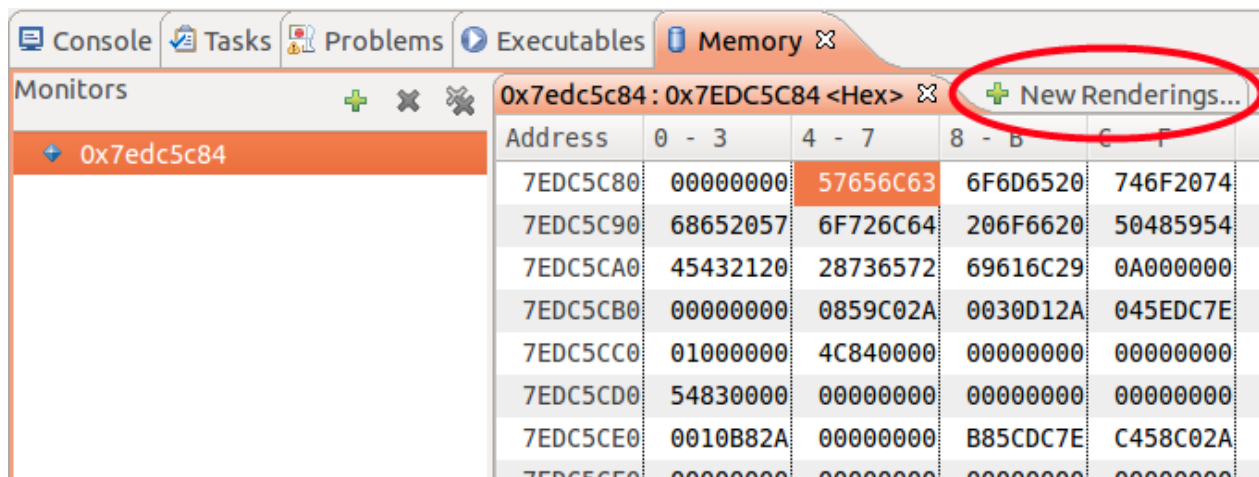 Console Tasks Problems Executables Memory
Monitors
0x7edc5c84
0x7edc5c84 : 0x7EDC5C84 <Hex> New Renderings...
Address 0 - 3 4 - 7 8 - B C - F
7EDC5C80 00000000 57656C63 6F6D6520 746F2074
7EDC5C90 68652057 6F726C64 206F6620 50485954
7EDC5CA0 45432120 28736572 69616C29 0A000000
7EDC5CB0 00000000 0859C02A 0030D12A 045EDC7E
7EDC5CC0 01000000 4C840000 00000000 00000000
7EDC5CD0 54830000 00000000 00000000 00000000
7EDC5CE0 0010B82A 00000000 B85CDC7E C458C02A